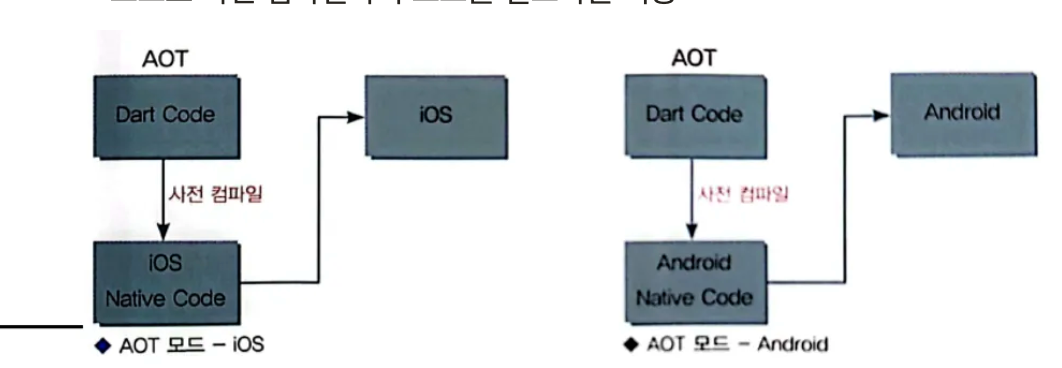 AOT
Dart Code
iOS
사전 컴파일
iOS
Native Code
◆ AOT 모드 – iOS
AOT
Dart Code
Android
사전 컴파일
Android
Native Code
◆ AOT 모드 – Android